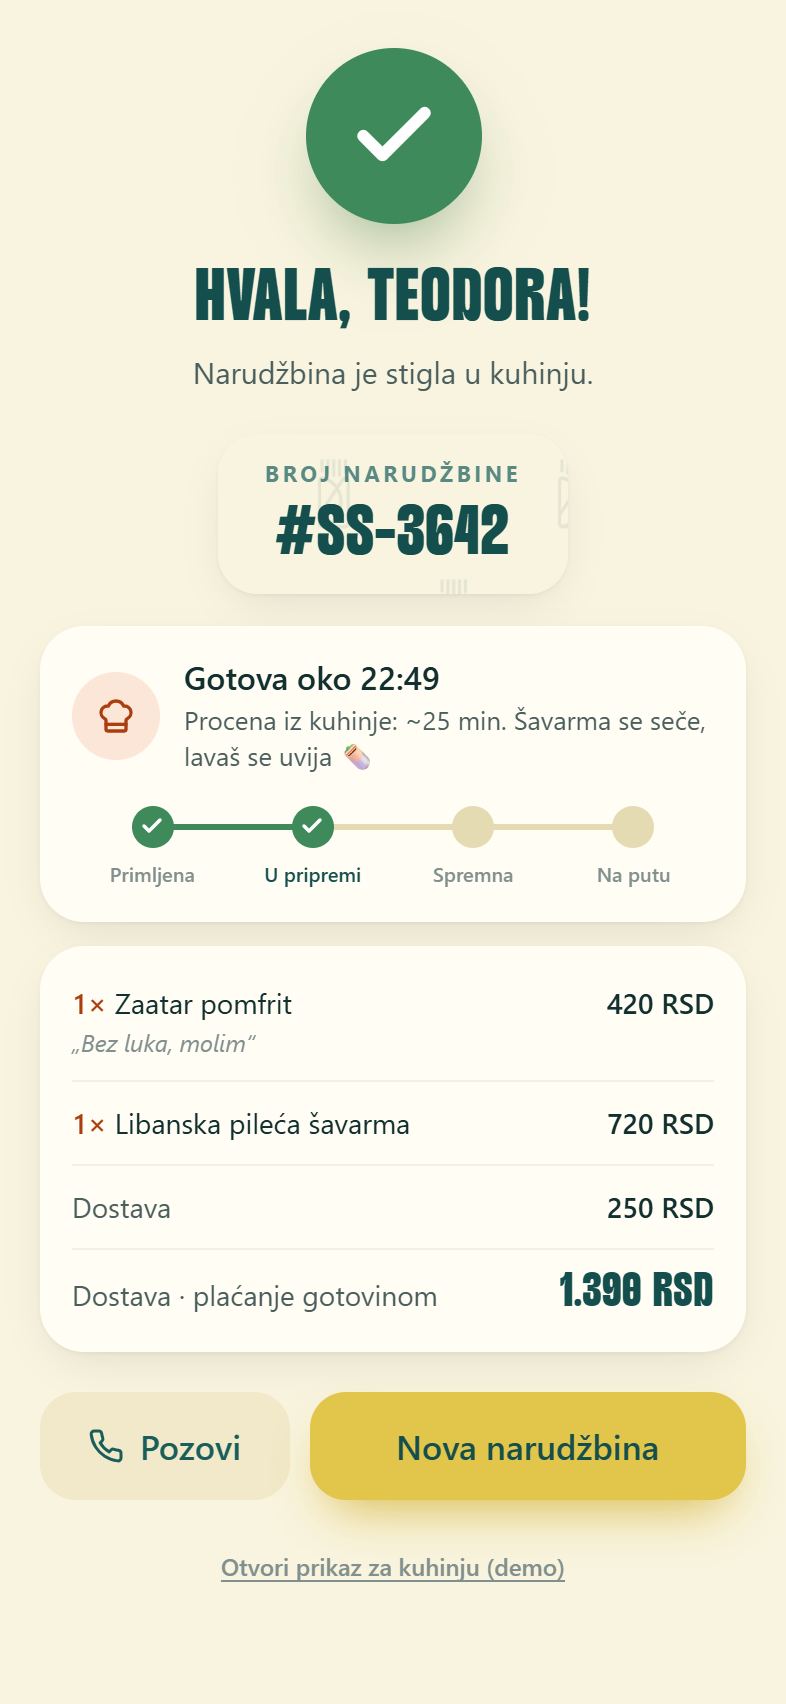 HVALA, TEODORA!
Narudžbina je stigla u kuhinju.
BROJ NARUDŽBINE
#SS-3642
Gotova oko 22:49
Procena iz kuhinje: ~25 min. Šavarma se seče,
lavaš se uvija 🌯
Primljena
U pripremi
Spremna
Na putu
1× Zaatar pomfrit 420 RSD
„Bez luka, molim“
1× Libanska pileća šavarma 720 RSD
Dostava 250 RSD
Dostava · plaćanje gotovinom 1.390 RSD
Pozovi
Nova narudžbina
Otvori prikaz za kuhinju (demo)